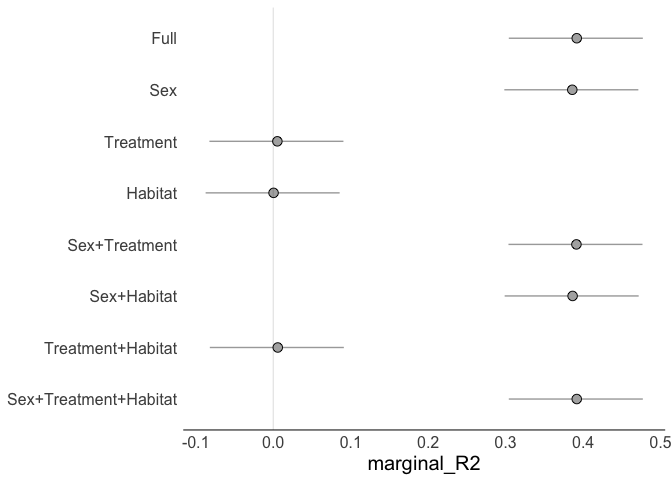 Full
Sex
Treatment
Habitat
Sex+Treatment
Sex+Habitat
Treatment+Habitat
Sex+Treatment+Habitat
-0.1 0.0 0.1 0.2 0.3 0.4 0.5
marginal_R2